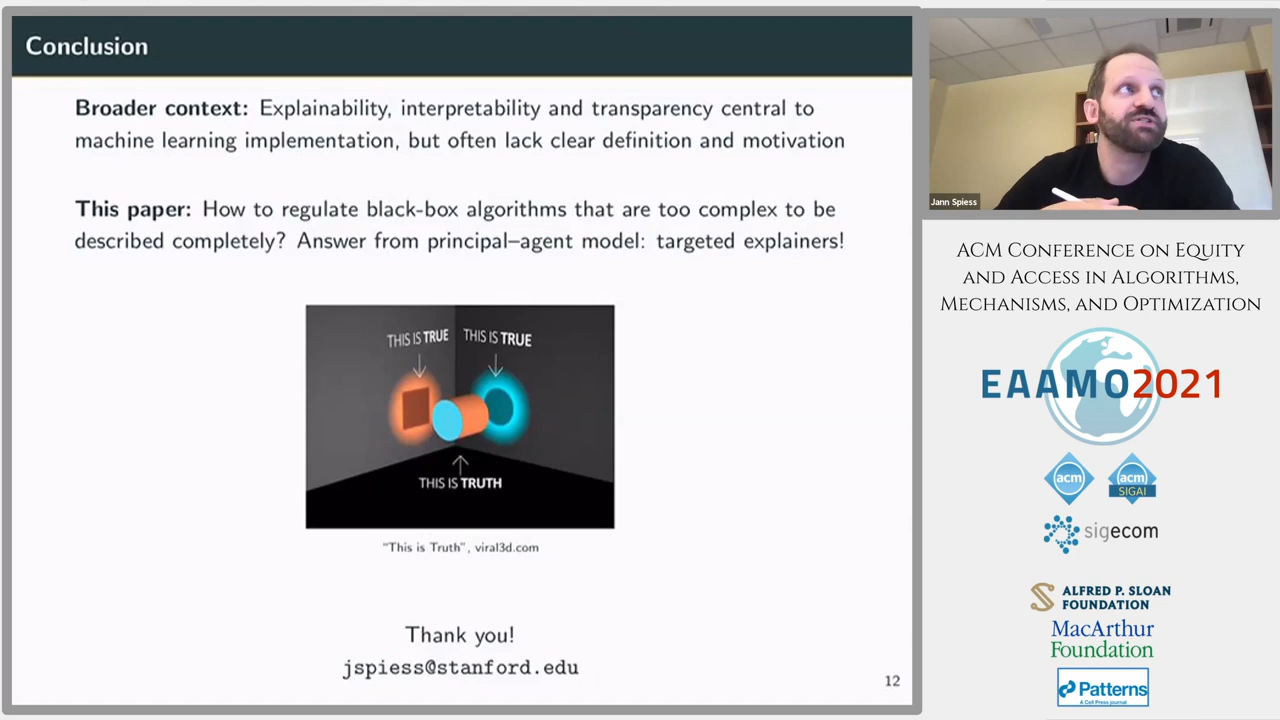 Conclusion
Broader context: Explainability, interpretability and transparency central to
machine learning implementation, but often lack clear definition and motivation
This paper: How to regulate black-box algorithms that are too complex to be
described completely? Answer from principal–agent model: targeted explainers!
THIS IS TRUE
THIS IS TRUE
THIS IS TRUTH
"This is Truth", viral3d.com
Thank you!
jspiess@stanford.edu
12
Jann Spiess
ACM Conference on Equity
and Access in Algorithms,
Mechanisms, and Optimization
EAAMO2021
acm
acm
SIGAI
sigecom
ALFRED P. SLOAN
FOUNDATION
MacArthur
Foundation
Patterns
A Cell Press journal